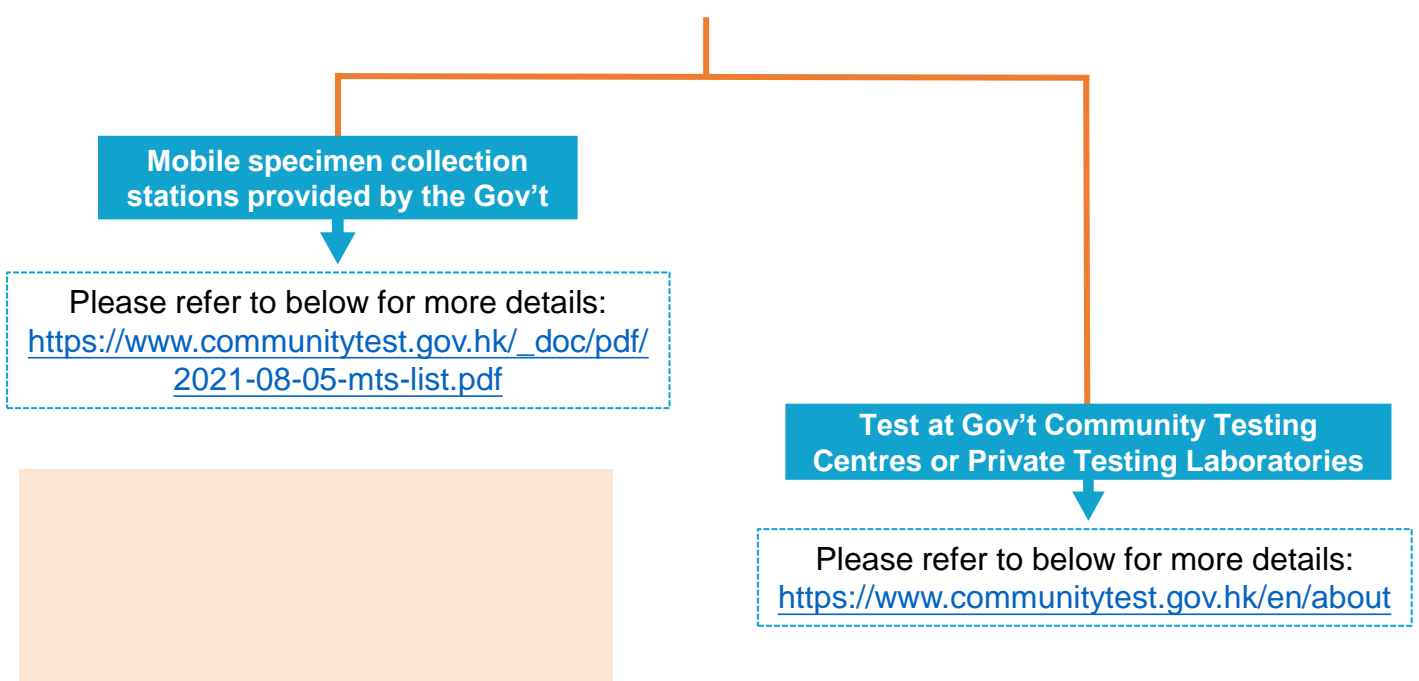 Mobile specimen collection
stations provided by the Gov't
Please refer to below for more details:
https://www.communitytest.gov.hk/_doc/pdf/
2021-08-05-mts-list.pdf
Test at Gov't Community Testing
Centres or Private Testing Laboratories
Please refer to below for more details:
https://www.communitytest.gov.hk/en/about